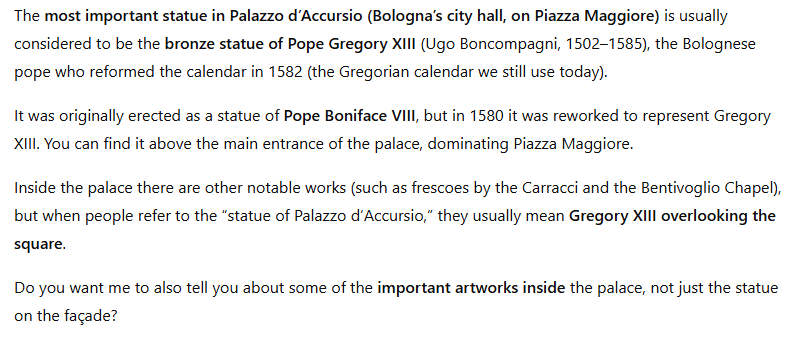 The most important statue in Palazzo d’Accursio (Bologna’s city hall, on Piazza Maggiore) is usually
considered to be the bronze statue of Pope Gregory XIII (Ugo Boncompagni, 1502–1585), the Bolognese
pope who reformed the calendar in 1582 (the Gregorian calendar we still use today).
It was originally erected as a statue of Pope Boniface VIII, but in 1580 it was reworked to represent Gregory
XIII. You can find it above the main entrance of the palace, dominating Piazza Maggiore.
Inside the palace there are other notable works (such as frescoes by the Carracci and the Bentivoglio Chapel),
but when people refer to the “statue of Palazzo d’Accursio,” they usually mean Gregory XIII overlooking the
square.
Do you want me to also tell you about some of the important artworks inside the palace, not just the statue
on the façade?